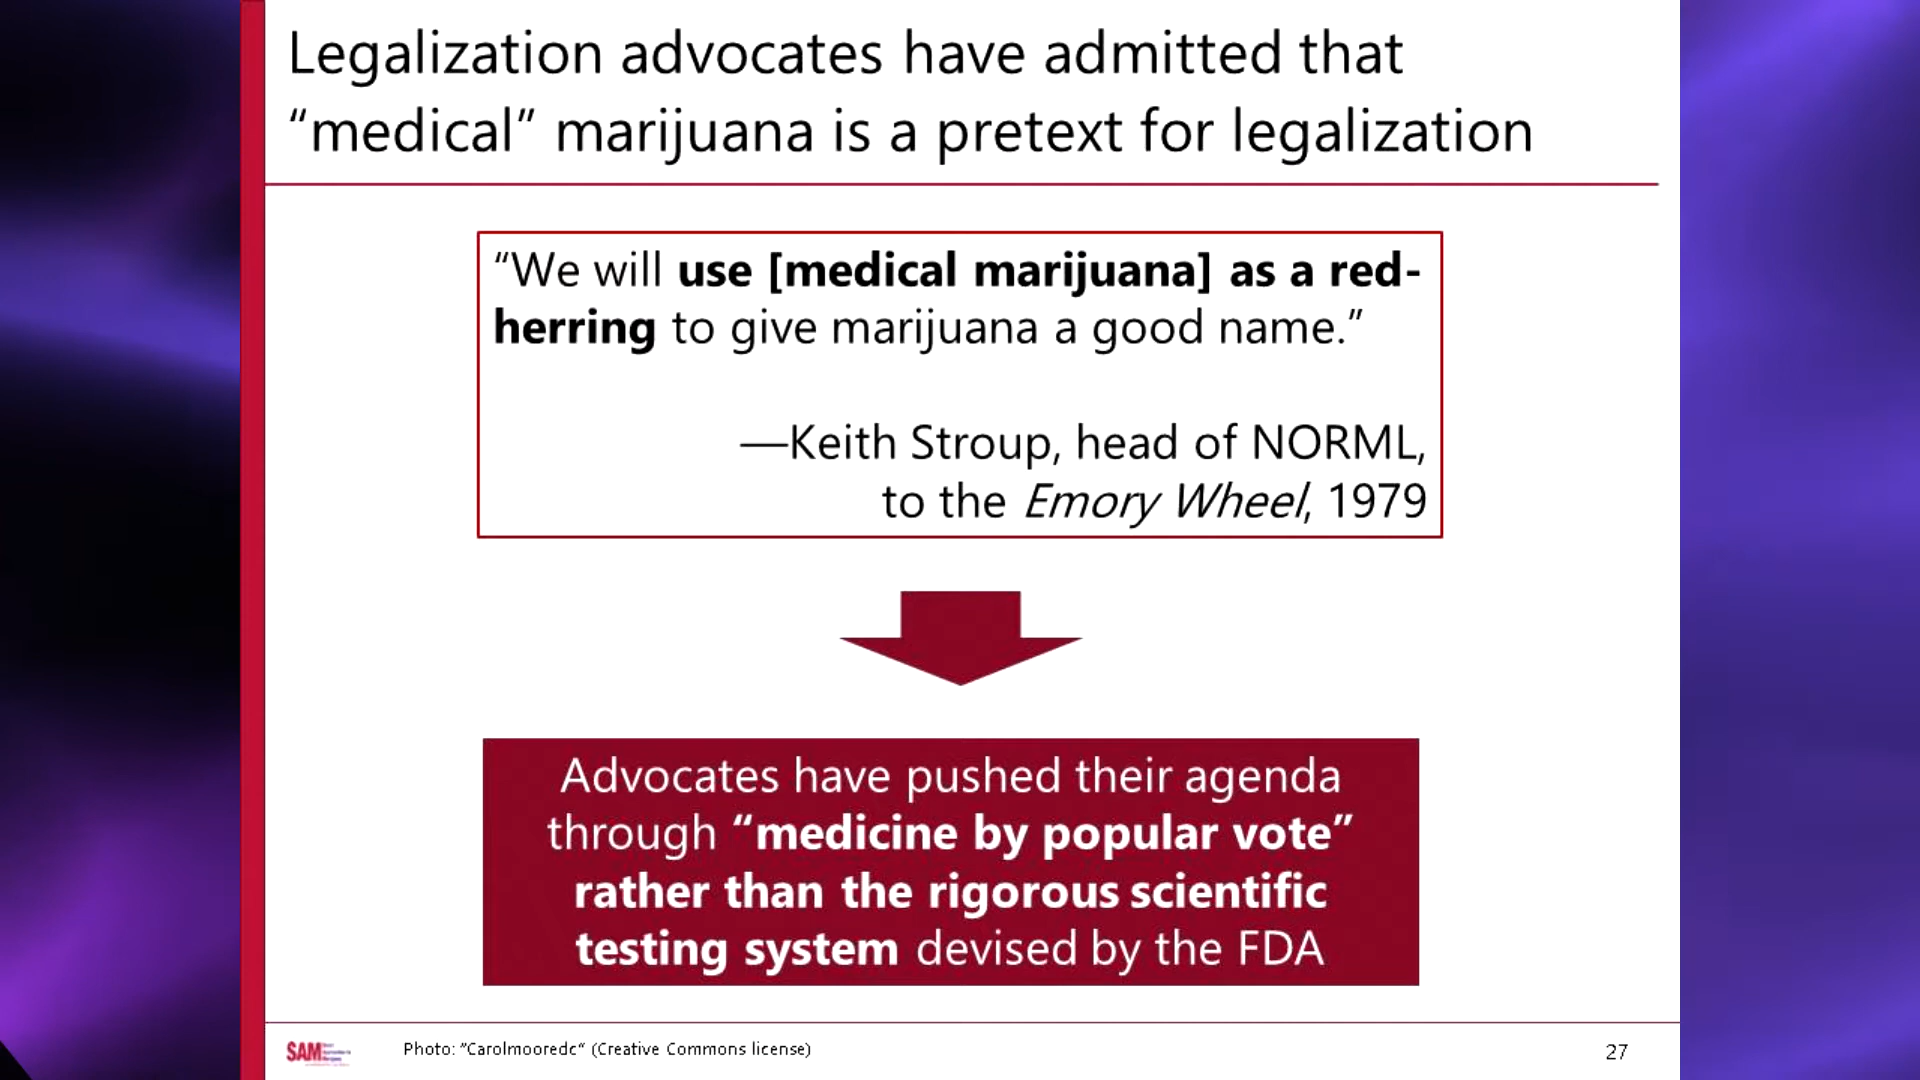 Legalization advocates have admitted that
“medical” marijuana is a pretext for legalization
“We will use [medical marijuana] as a red-
herring to give marijuana a good name.”
—Keith Stroup, head of NORML,
to the Emory Wheel, 1979
Advocates have pushed their agenda
through “medicine by popular vote”
rather than the rigorous scientific
testing system devised by the FDA
SAM
Photo: “Carolmooredc” (Creative Commons license)
27